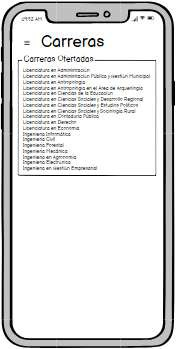 09:32 AM
Carreras
Carreras Ofertadas
Licenciatura en Administración
Licenciatura en Administración Pública y Gestión Municipal
Licenciatura en Antropología
Licenciatura en Antropología en el Área de Arqueología
Licenciatura en Ciencias de la Educación
Licenciatura en Ciencias Sociales y Desarrollo Regional
Licenciatura en Ciencias Sociales y Estudios Políticos
Licenciatura en Ciencias Sociales y Sociología Rural
Licenciatura en Contaduría Pública
Licenciatura en Derecho
Licenciatura en Economía
Ingeniería Informática
Ingeniería Civil
Ingeniería Forestal
Ingeniería Mecánica
Ingeniería en Agronomía
Ingeniería Electrónica
Ingeniería en Gestión Empresarial